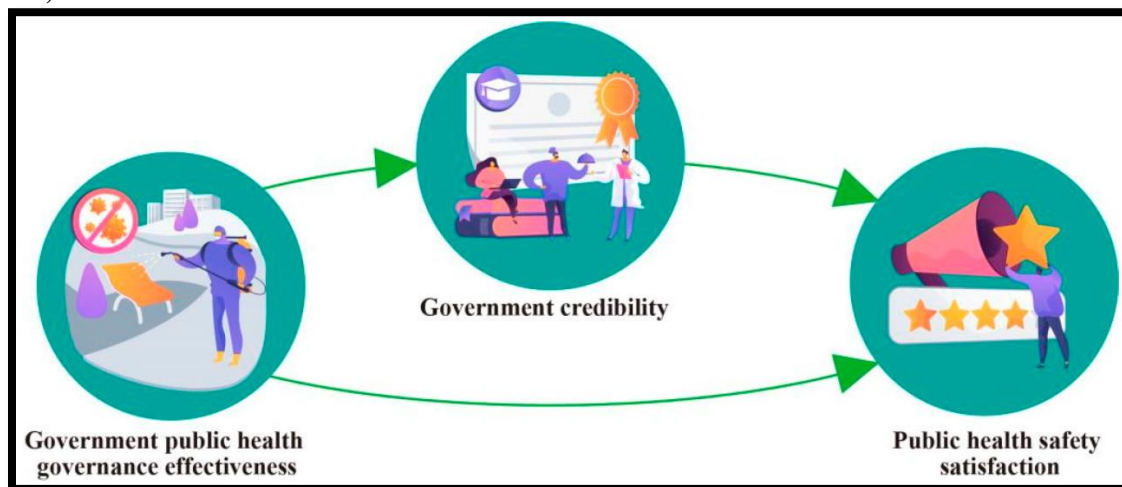 Government credibility
Government public health
governance effectiveness
Public health safety
satisfaction